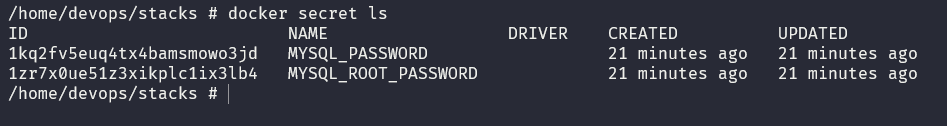 /home/devops/stacks # docker secret ls
ID                          NAME                  DRIVER    CREATED          UPDATED
1kq2fv5euq4tx4bamsmowo3jd   MYSQL_PASSWORD                  21 minutes ago   21 minutes ago
1zr7x0ue51z3xikplc1ix3lb4   MYSQL_ROOT_PASSWORD             21 minutes ago   21 minutes ago
/home/devops/stacks #